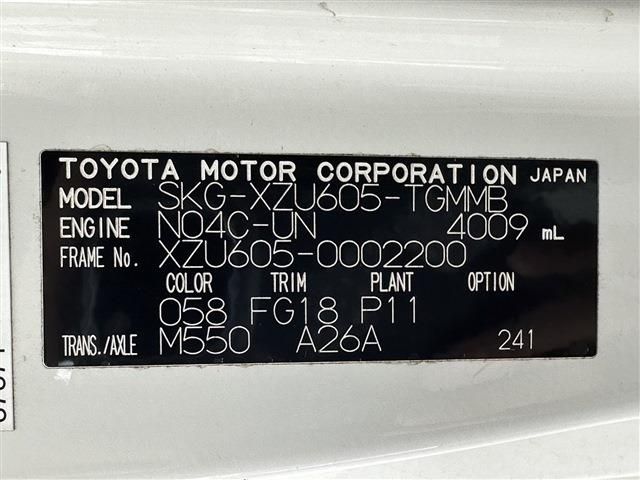 TOYOTA MOTOR CORPORATION JAPAN
MODEL SKG-XZU605-TGMMB
ENGINE N04C-UN 4009 mL
FRAME No. XZU605-0002200
COLOR TRIM PLANT OPTION
058 FG18 P11
TRANS./AXLE M550 A26A 241